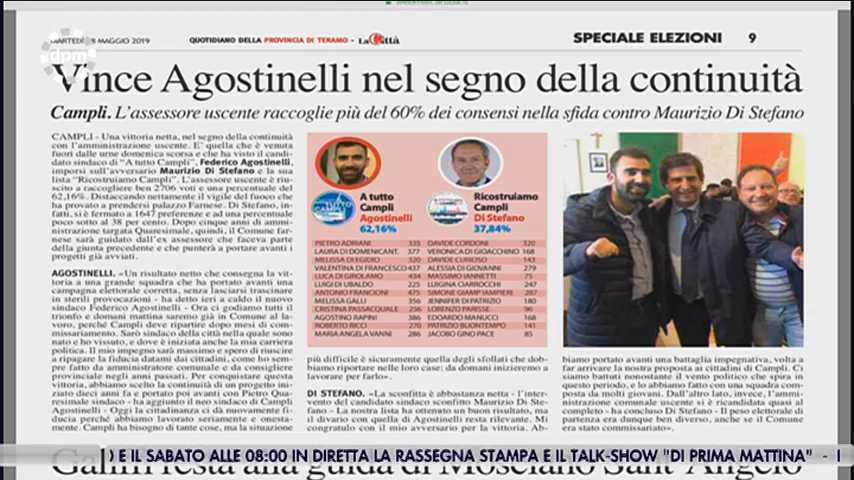 MARTEDÌ 28 MAGGIO 2019
QUOTIDIANO DELLA PROVINCIA DI TERAMO - La Città
SPECIALE ELEZIONI 9
dpm
Vince Agostinelli nel segno della continuità
Campli. L'assessore uscente raccoglie più del 60% dei consensi nella sfida contro Maurizio Di Stefano
CAMPLI - Una vittoria netta, nel segno della continuità
con l'amministrazione uscente. E' quella che è venuta
fuori dalle urne domenica scorsa e che ha visto il candi-
dato sindaco di "A tutto Campli", Federico Agostinelli,
imporsi sull'avversario Maurizio Di Stefano e la sua
lista "Ricostruiamo Campli". L'assessore uscente è riu-
scito a raccogliere ben 2706 voti e una percentuale del
62,16%. Distaccando nettamente il vigile del fuoco che
ha provato a prendersi palazzo Farnese. Di Stefano, in-
fatti, si è fermato a 1647 preferenze e ad una percentuale
poco sotto al 38 per cento. Dopo cinque anni di ammini-
strazione targata Quaresimale, quindi, il Comune farne-
se sarà guidato dall'ex assessore che faceva parte
della giunta precedente e che punterà a portare avanti i
progetti già avviati.
AGOSTINELLI. «Un risultato netto che consegna la vit-
toria a una grande squadra che ha portato avanti una
campagna elettorale corretta, senza lasciarsi trascinare
in sterili provocazioni - ha detto ieri a caldo il nuovo
sindaco Federico Agostinelli - Ora ci godiamo tutti il
trionfo e domani mattina saremo già in Comune al la-
voro, perché Campli deve ripartire dopo mesi di com-
missariamento. Sarò sindaco della città nella quale sono
nato e ho vissuto, e dove è iniziata anche la mia carriera
politica. Il mio impegno sarà massimo e spero di riuscire
a ripagare la fiducia datami dai cittadini, come ho sem-
pre fatto da amministratore comunale e da consigliere
provinciale negli anni passati. Per conquistare questa
vittoria, abbiamo scelto la continuità di un progetto ini-
ziato dieci anni fa e portato poi avanti con Pietro Qua-
resimale sindaco - ha aggiunto il neo sindaco di Campli
Agostinelli - Oggi la cittadinanza ci dà nuovamente fi-
ducia perché abbiamo lavorato seriamente e onesta-
mente. Campli ha bisogno di tante cose, ma la situazione
A tutto
Campli
Agostinelli
62,16%
Ricostruiamo
Campli
Di Stefano
37,84%
PIETRO ADRIANI 335 DAVIDE CORDONI 320
LAURA DI DOMENICANT. 377 VERONICA DI GIOACCHINO 168
MELISSA DI EGIDIO 320 DAVIDE CURIOSO 143
VALENTINA DI FRANCESCO 437 ALESSIA DI GIOVANNI 279
LUCA DI GIROLAMO 434 MASSIMO IANNETTI 75
LUIGI DI UBALDO 225 LUIGINA CIARROCCHI 247
ANTONIO FRANCIONI 475 SIMONE GIAMP IAMPIERI 287
MELISSA GALLI 356 JENNIFER DI PATRIZIO 180
CRISTINA PASSACQUALE 256 LORENZO PARISSE 96
AGOSTINO RAPINI 386 EDOARDO MANUCCI 168
ROBERTO RICCI 270 PATRIZIO BUONTEMPO 141
MARIA ANGELA VANNI 286 JACOBO GINO PACE 85
più difficile è sicuramente quella degli sfollati che dob-
biamo riportare nelle loro case: da domani inizieremo a
lavorare per farlo».
DI STEFANO. «La sconfitta è abbastanza netta - l'inter-
vento del candidato sindaco sconfitto Maurizio Di Ste-
fano - La nostra lista ha ottenuto un buon risultato, ma
il divario con quella di Agostinelli resta rilevante. Mi
congratulo con il mio avversario per la vittoria. Ab-
biamo portato avanti una battaglia impegnativa, volta a
far arrivare la nostra proposta ai cittadini di Campli. Ci
siamo battuti nonostante il vento politico che spira in
questo periodo, e lo abbiamo fatto con una squadra com-
posta da molti giovani. Dall'altro lato, invece, l'ammini-
strazione comunale uscente si è ricandidata quasi al
completo - ha concluso Di Stefano - Il peso elettorale di
partenza era dunque ben diverso, anche se il Comune
era stato commissariato».
) E IL SABATO ALLE 08:00 IN DIRETTA LA RASSEGNA STAMPA E IL TALK-SHOW "DI PRIMA MATTINA" - I